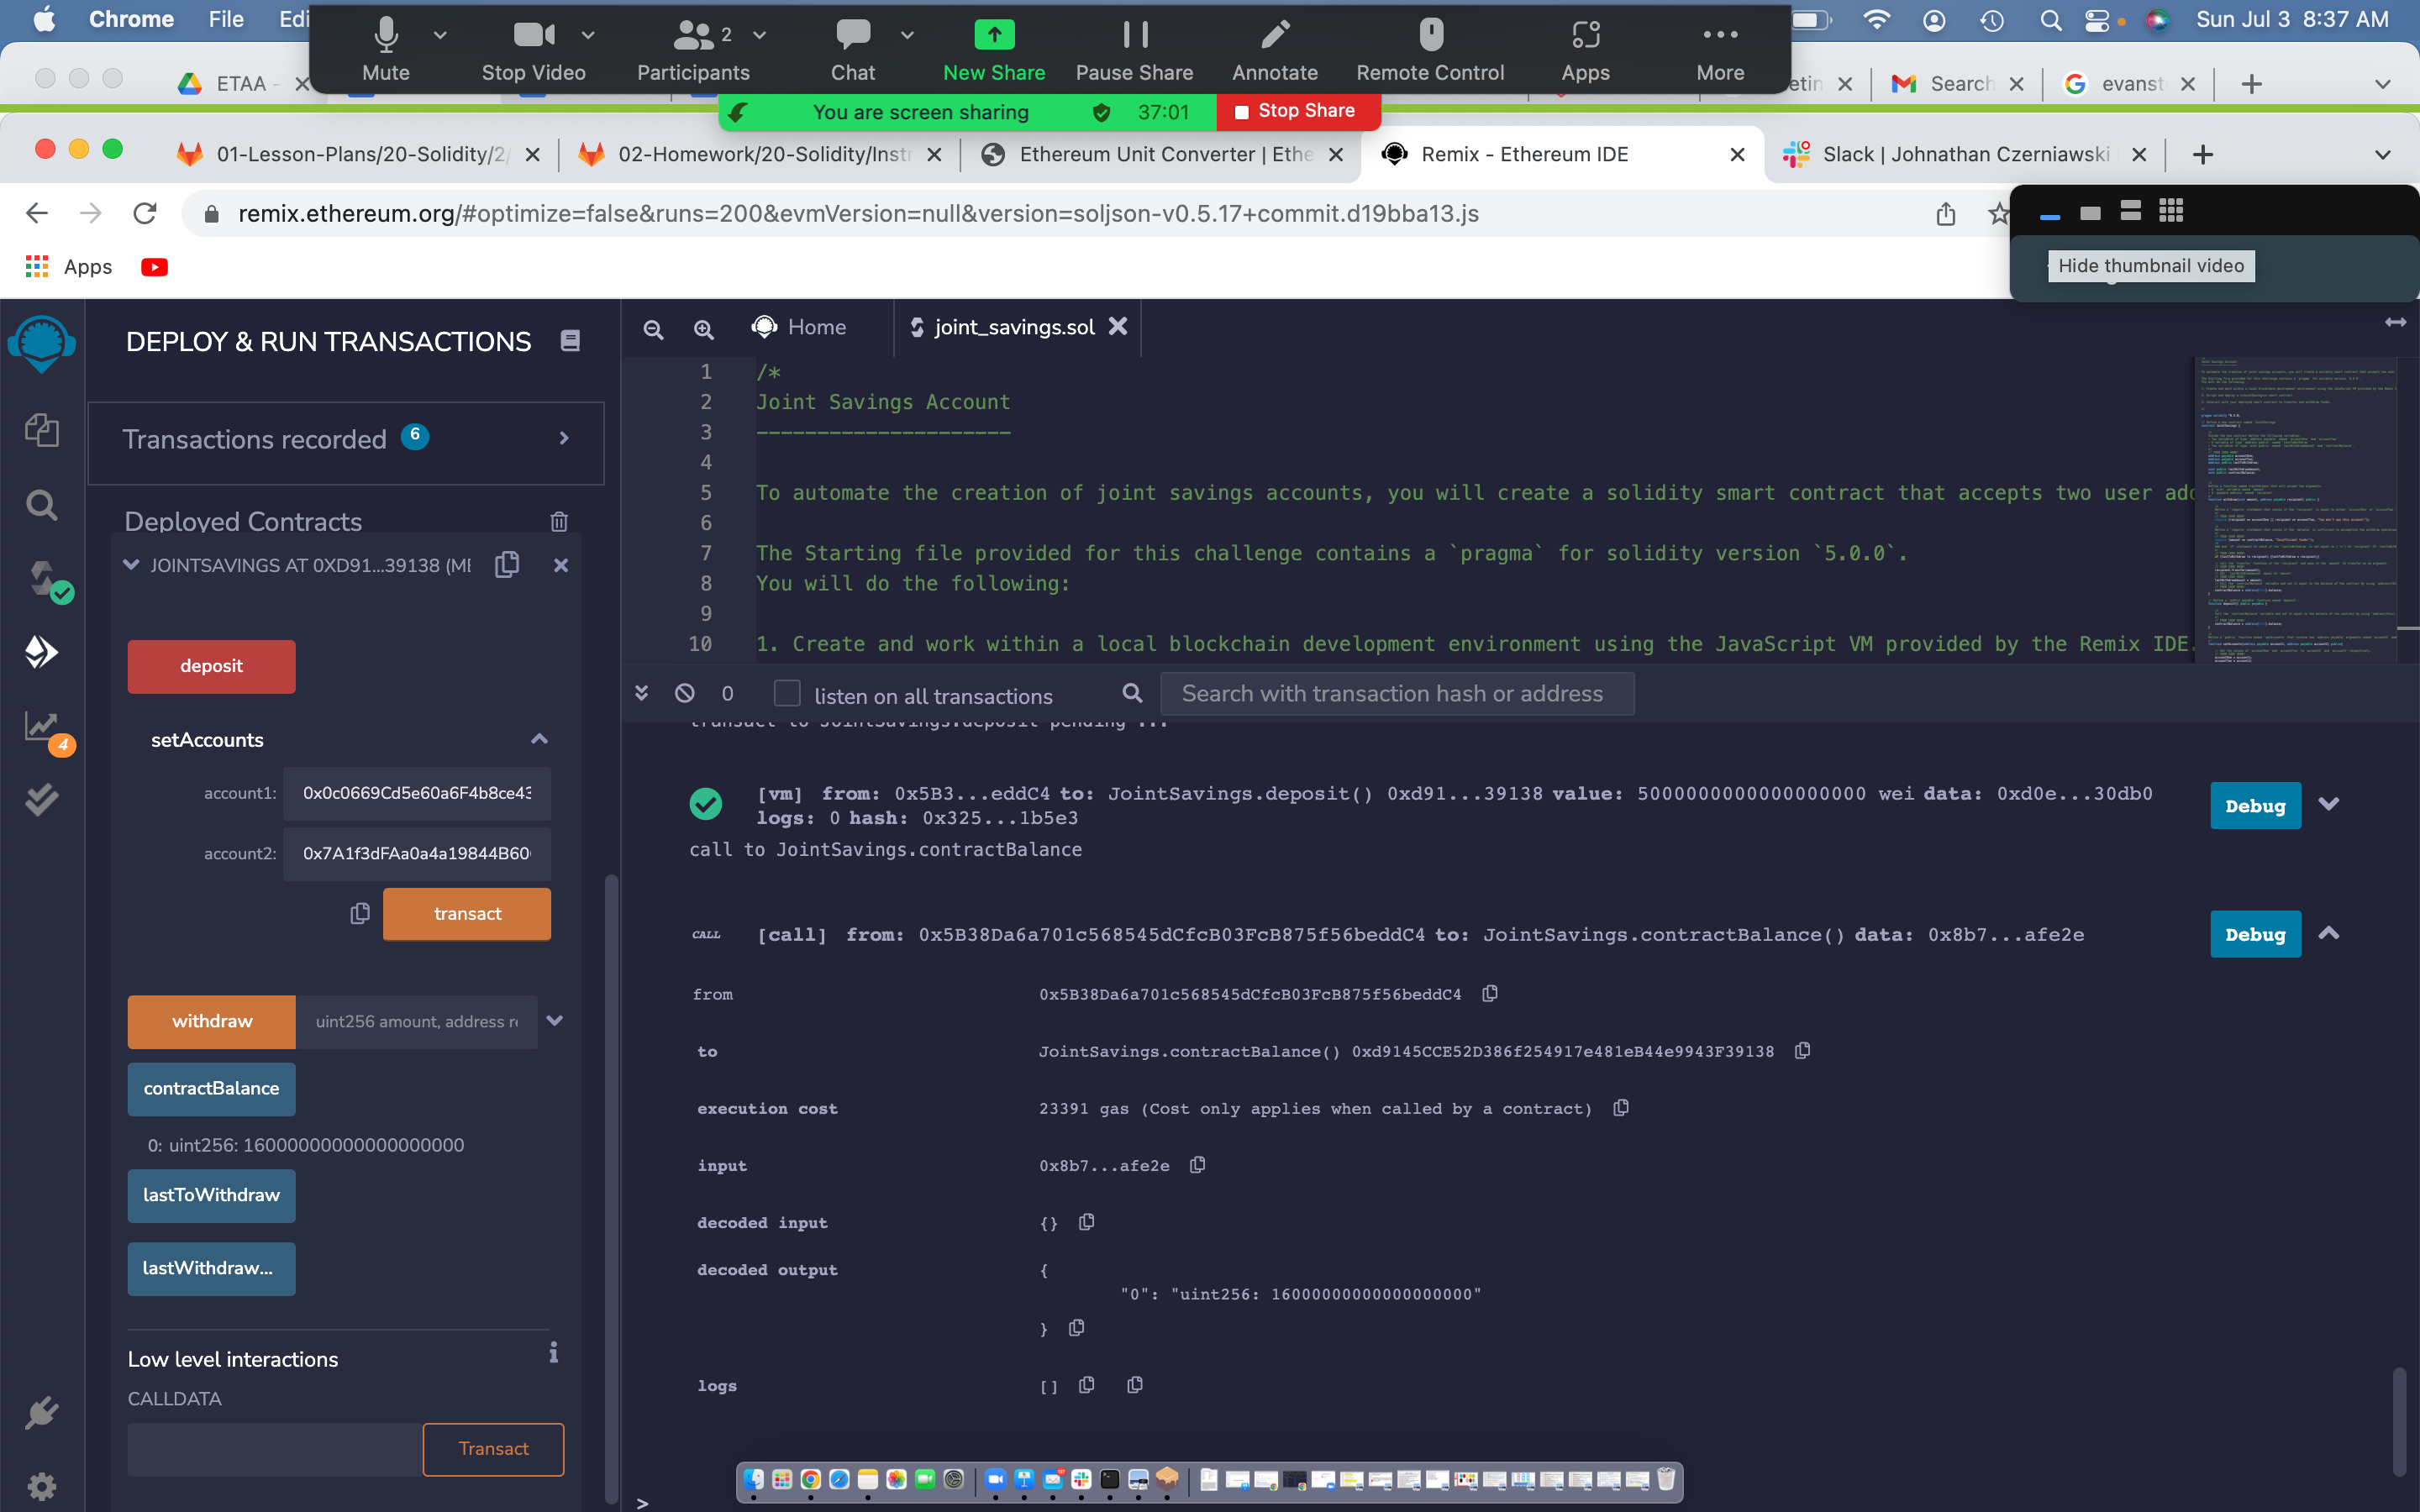 Chrome File Edi Sun Jul 3 8:37 AM
Mute Stop Video Participants 2 Chat New Share Pause Share Annotate Remote Control Apps More
ETAA - Search evanst
You are screen sharing 37:01 Stop Share
01-Lesson-Plans/20-Solidity/2/ 02-Homework/20-Solidity/Instr Ethereum Unit Converter | Ethe Remix - Ethereum IDE Slack | Johnathan Czerniawski
remix.ethereum.org/#optimize=false&runs=200&evmVersion=null&version=soljson-v0.5.17+commit.d19bba13.js
Apps
Hide thumbnail video
DEPLOY & RUN TRANSACTIONS
Transactions recorded 6
Deployed Contracts
JOINTSAVINGS AT 0XD91...39138 (ME
deposit
setAccounts
account1: 0x0c0669Cd5e60a6F4b8ce43
account2: 0x7A1f3dFAa0a4a19844B60
transact
withdraw uint256 amount, address re
contractBalance
0: uint256: 16000000000000000000
lastToWithdraw
lastWithdraw...
Low level interactions
CALLDATA
Transact
4
Home joint_savings.sol
1 /*
2 Joint Savings Account
3 ---------------------
4
5 To automate the creation of joint savings accounts, you will create a solidity smart contract that accepts two user add
6
7 The Starting file provided for this challenge contains a `pragma` for solidity version `5.0.0`.
8 You will do the following:
9
10 1. Create and work within a local blockchain development environment using the JavaScript VM provided by the Remix IDE.
0 listen on all transactions Search with transaction hash or address
transact to JointSavings.deposit pending ...
[vm] from: 0x5B3...eddC4 to: JointSavings.deposit() 0xd91...39138 value: 5000000000000000000 wei data: 0xd0e...30db0
logs: 0 hash: 0x325...1b5e3
Debug
call to JointSavings.contractBalance
CALL [call] from: 0x5B38Da6a701c568545dCfcB03FcB875f56beddC4 to: JointSavings.contractBalance() data: 0x8b7...afe2e
Debug
from 0x5B38Da6a701c568545dCfcB03FcB875f56beddC4
to JointSavings.contractBalance() 0xd9145CCE52D386f254917e481eB44e9943F39138
execution cost 23391 gas (Cost only applies when called by a contract)
input 0x8b7...afe2e
decoded input {}
decoded output {
"0": "uint256: 16000000000000000000"
}
logs []
>